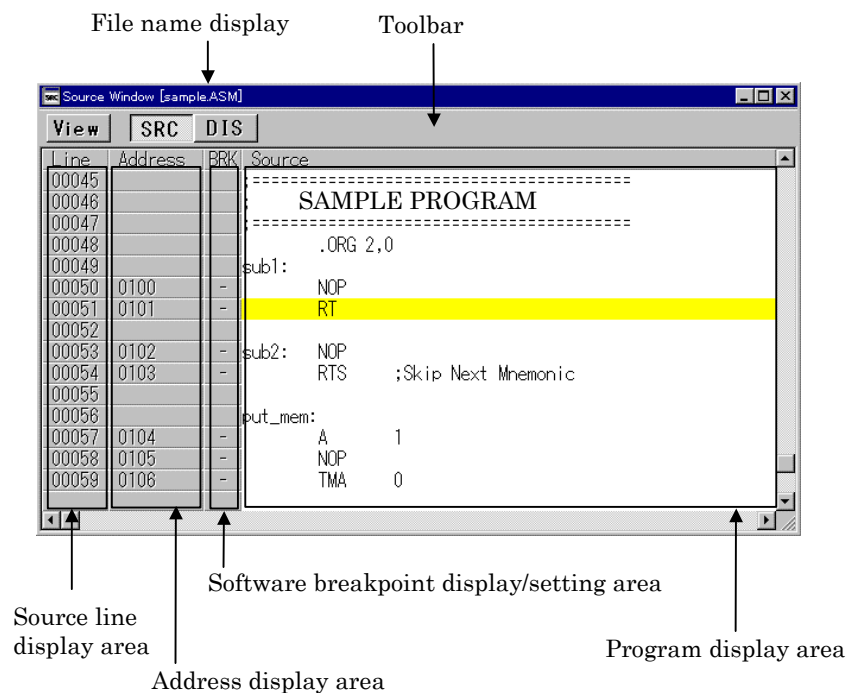 File name display
Toolbar
SRC Source Window [sample.ASM]
View SRC DIS
Line Address BRK Source
00045 ;=====================================
00046 ; SAMPLE PROGRAM
00047 ;=====================================
00048 .ORG 2,0
00049 sub1:
00050 0100 - NOP
00051 0101 - RT
00052
00053 0102 - sub2: NOP
00054 0103 - RTS ;Skip Next Mnemonic
00055
00056 put_mem:
00057 0104 - A 1
00058 0105 - NOP
00059 0106 - TMA 0
Software breakpoint display/setting area
Source line
display area
Program display area
Address display area